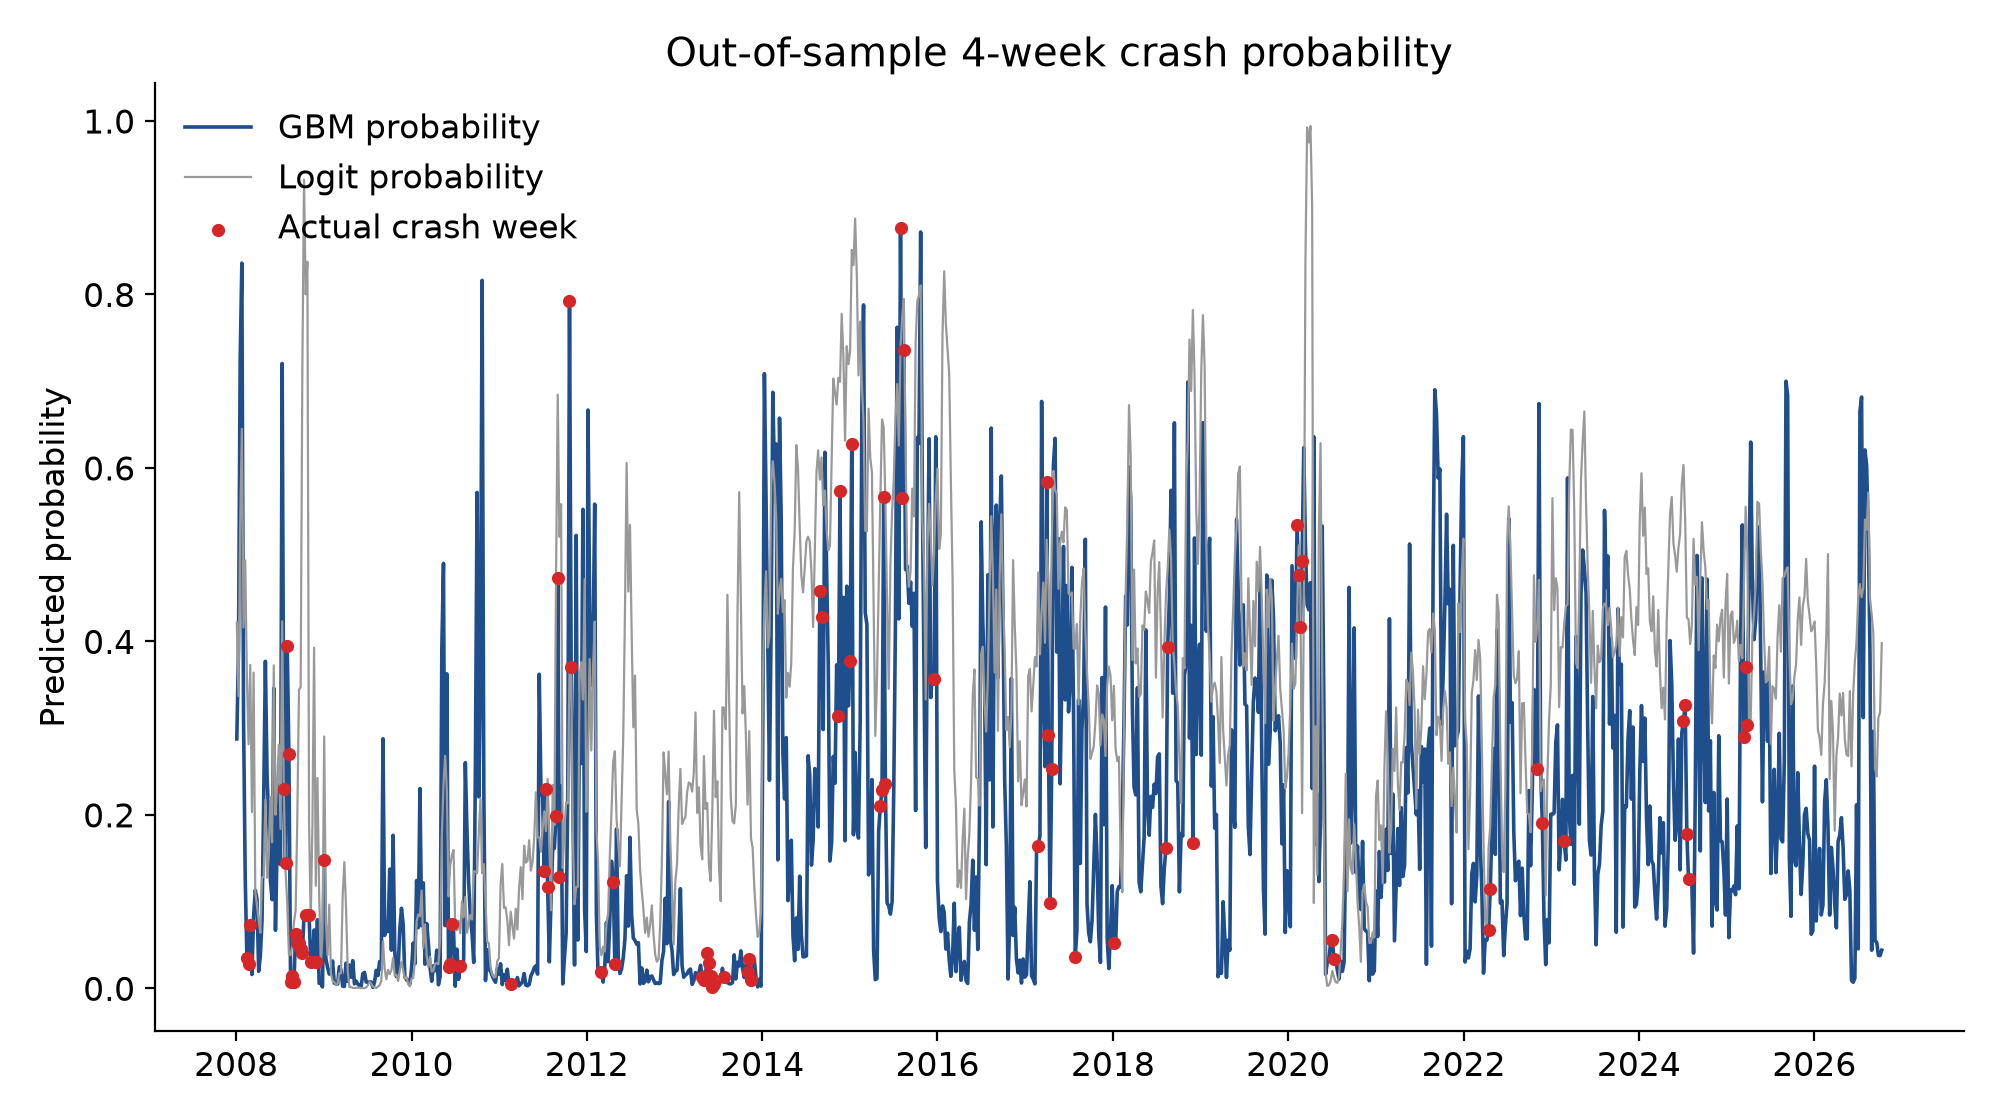 Out-of-sample 4-week crash probability
GBM probability
Logit probability
Actual crash week
Predicted probability
1.0
0.8
0.6
0.4
0.2
0.0
2008 2010 2012 2014 2016 2018 2020 2022 2024 2026